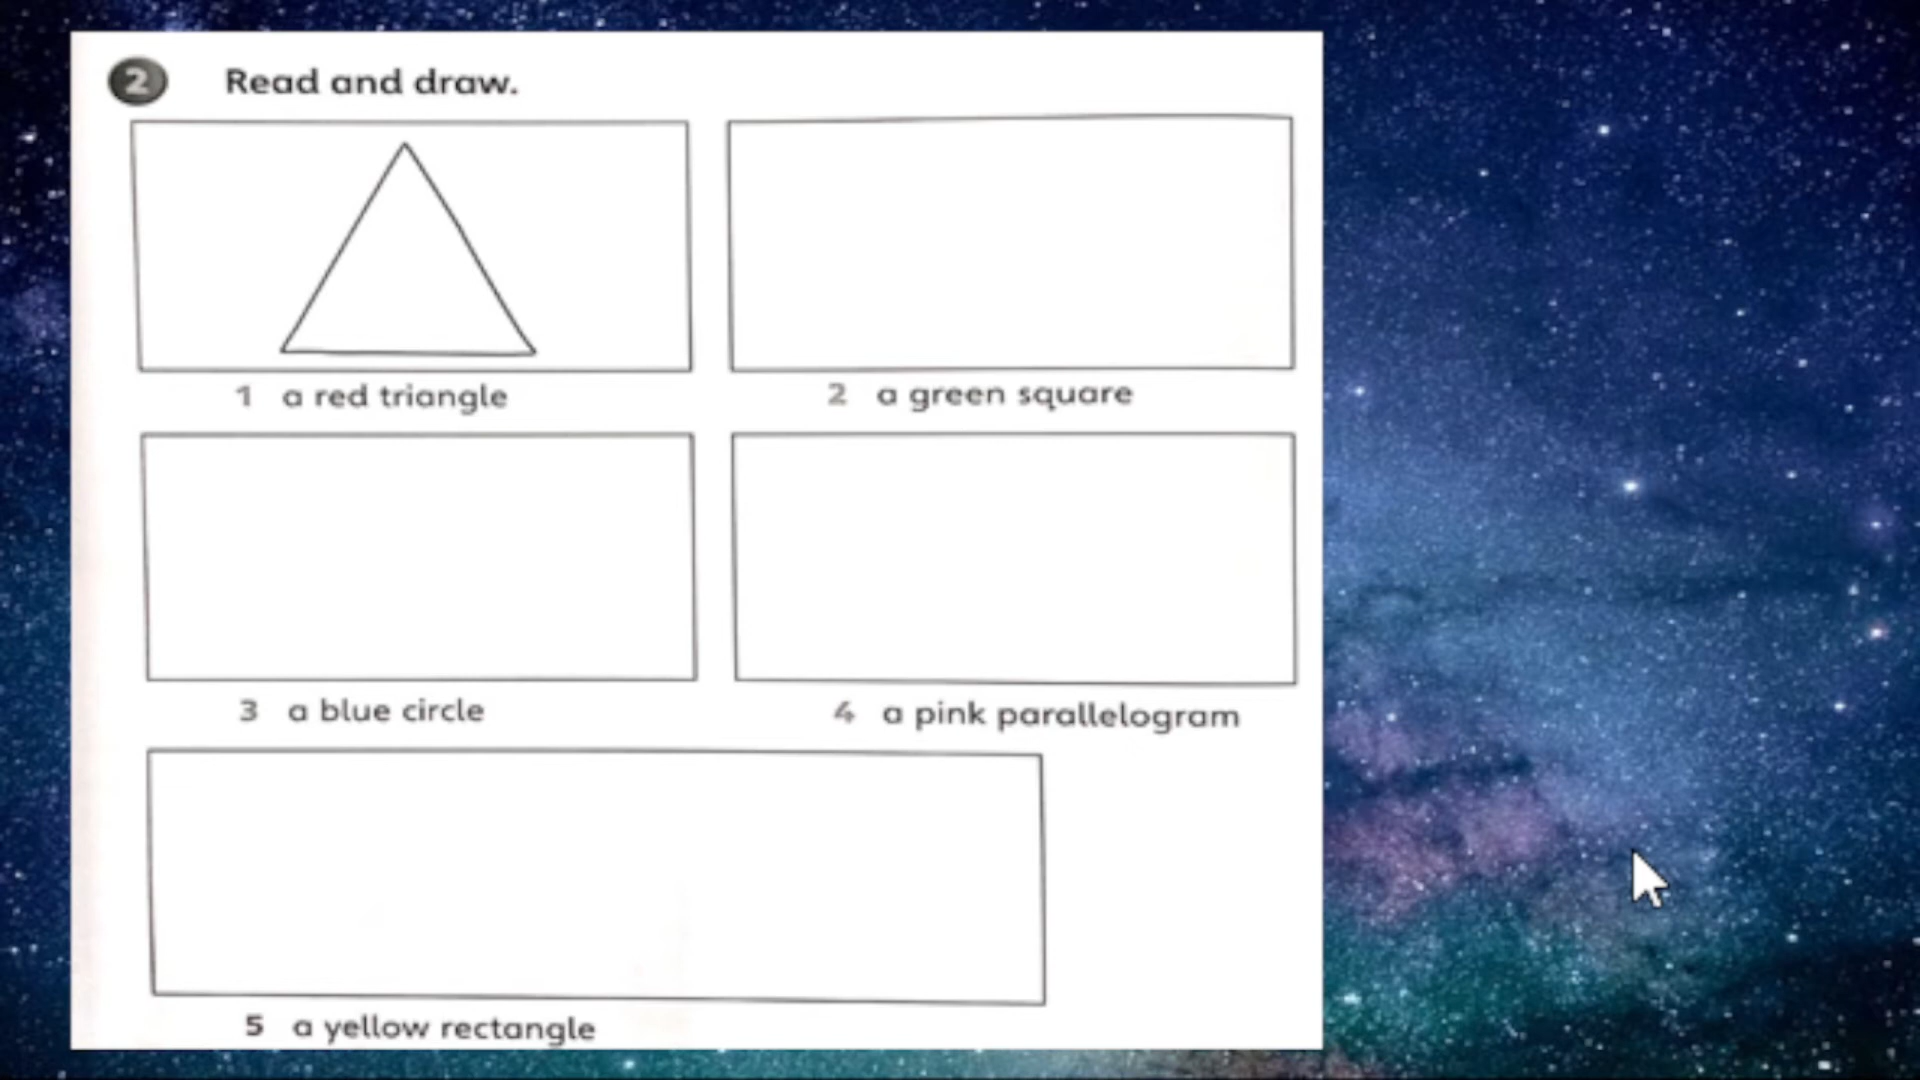 2 Read and draw.
1 a red triangle
2 a green square
3 a blue circle
4 a pink parallelogram
5 a yellow rectangle